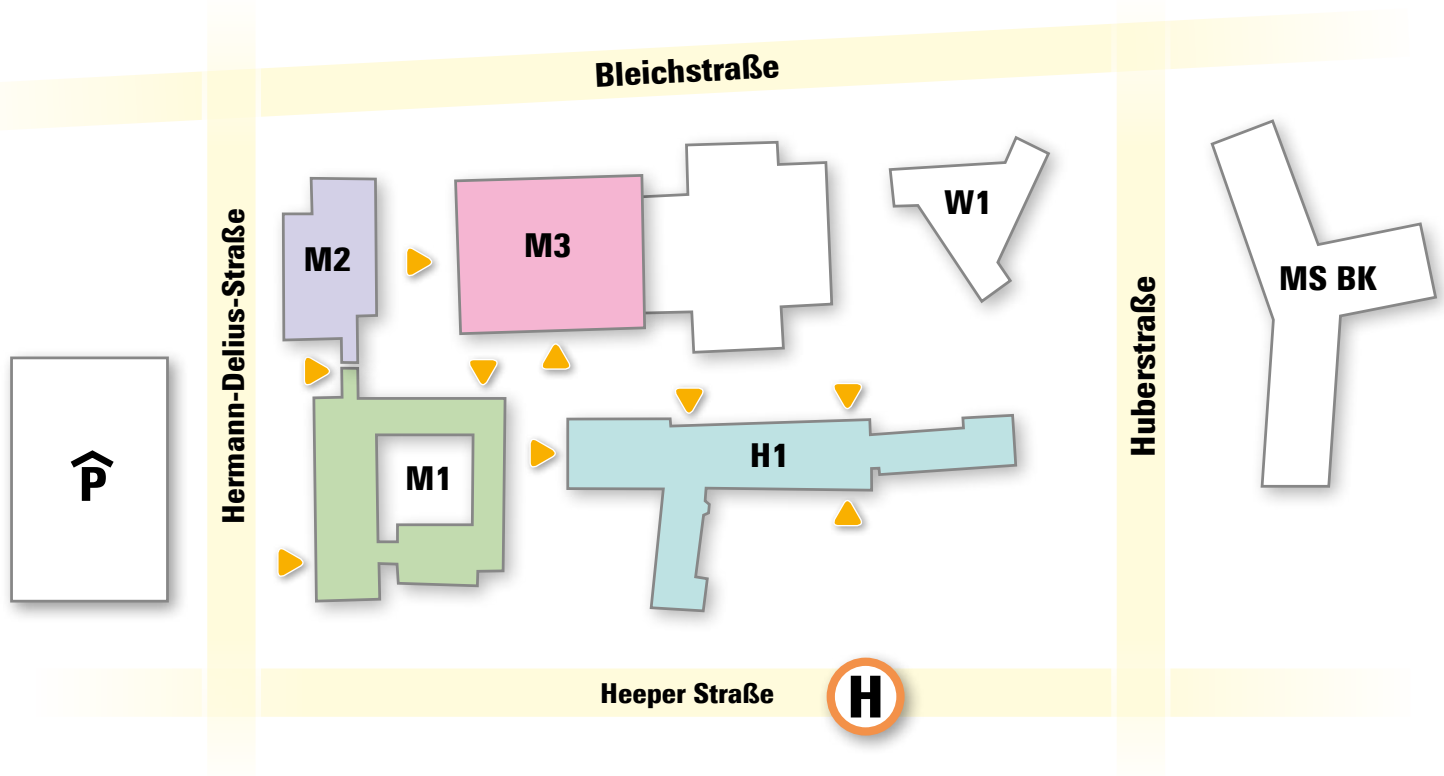 Bleichstraße
W1
M3
M2
MS BK
Hermann-Delius-Straße
Huberstraße
H1
M1
P
Heeper Straße
H